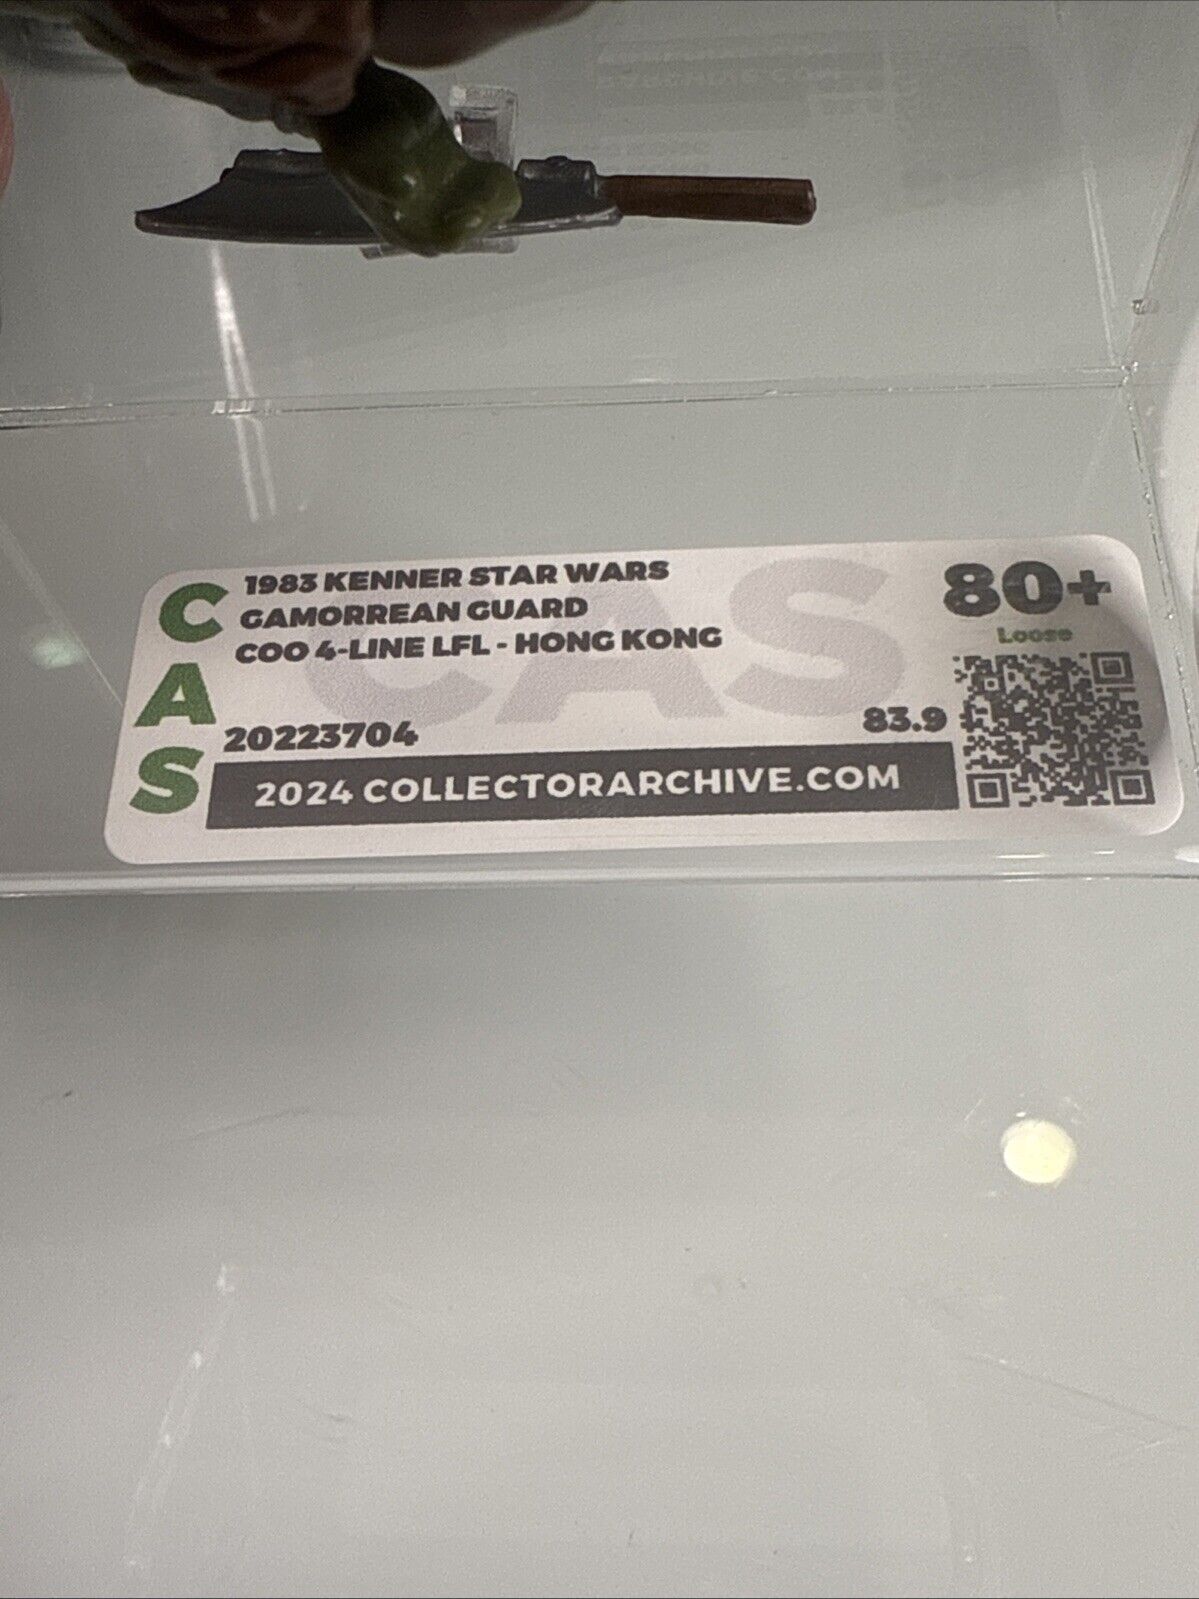 CAS
1983 KENNER STAR WARS
GAMORREAN GUARD
COO 4-LINE LFL - HONG KONG
80+
Loose
20223704
83.9
2024 COLLECTORARCHIVE.COM
CAS